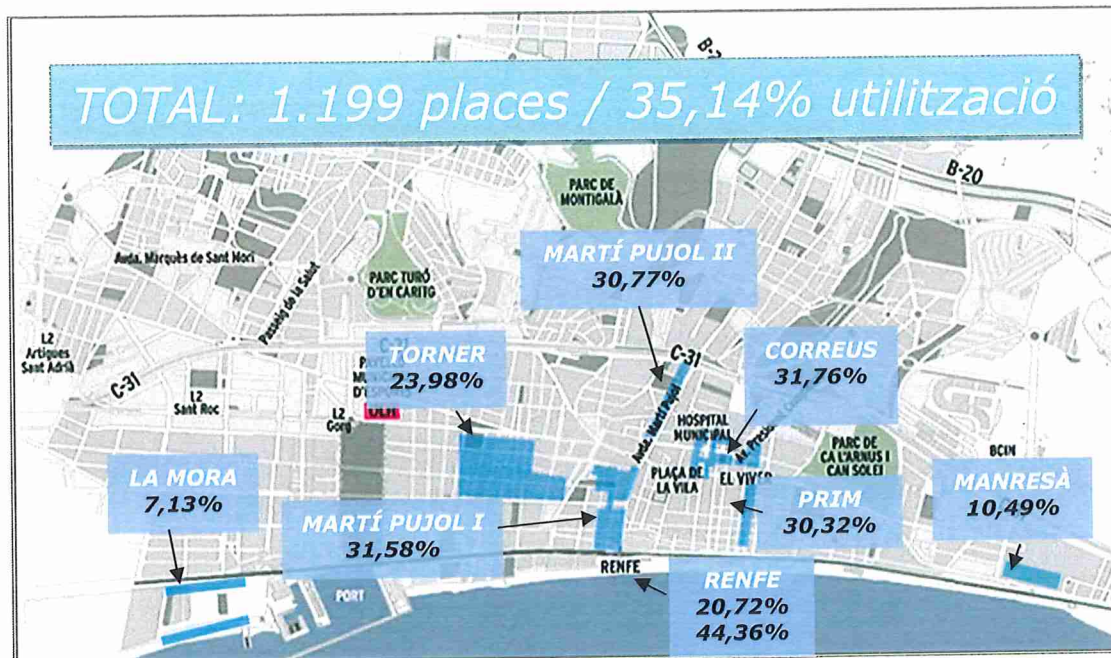 TOTAL: 1.199 places / 35,14% utilització
B-20
PARC DE
MONTIGALÀ
MARTÍ PUJOL II
30,77%
Avda. Marquès de Sant Mori
Passeig de la Salut
PARC TURÓ
D'EN CARITG
L2
Artigues
Sant Adrià
C-31
C-31
TORNER
23,98%
CORREUS
31,76%
L2
Sant Roc
L2
Gorg
Avda. Martí Pujol
HOSPITAL
MUNICIPAL
PLAÇA DE
LA VILA
EL VIVER
PARC DE
CA L'ARNUS I
CAN SOLEI
BCIN
LA MORA
7,13%
MARTÍ PUJOL I
31,58%
PRIM
30,32%
MANRESÀ
10,49%
PORT
RENFE
RENFE
20,72%
44,36%